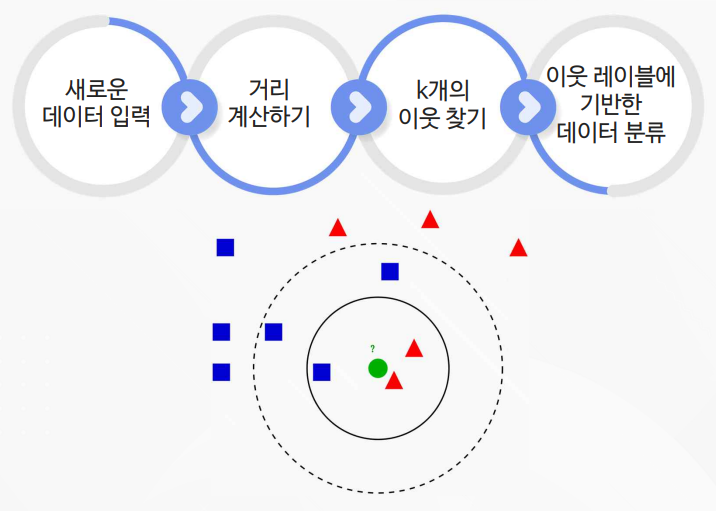 새로운
데이터 입력
거리
계산하기
k개의
이웃 찾기
이웃 레이블에
기반한
데이터 분류
?